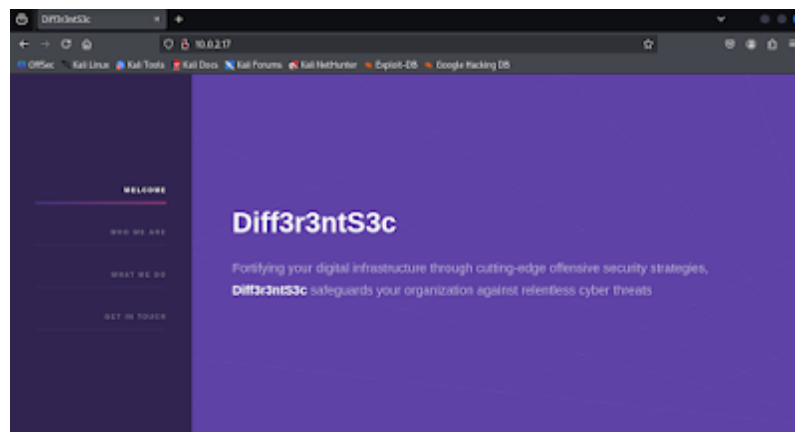 Diff3r3ntS3c
10.0.2.17
OffSec Kali Linux Kali Tools Kali Docs Kali Forums Kali NetHunter Exploit-DB Google Hacking DB
WELCOME
WHO WE ARE
WHAT WE DO
GET IN TOUCH
Diff3r3ntS3c
Fortifying your digital infrastructure through cutting-edge offensive security strategies,
Diff3r3ntS3c safeguards your organization against relentless cyber threats